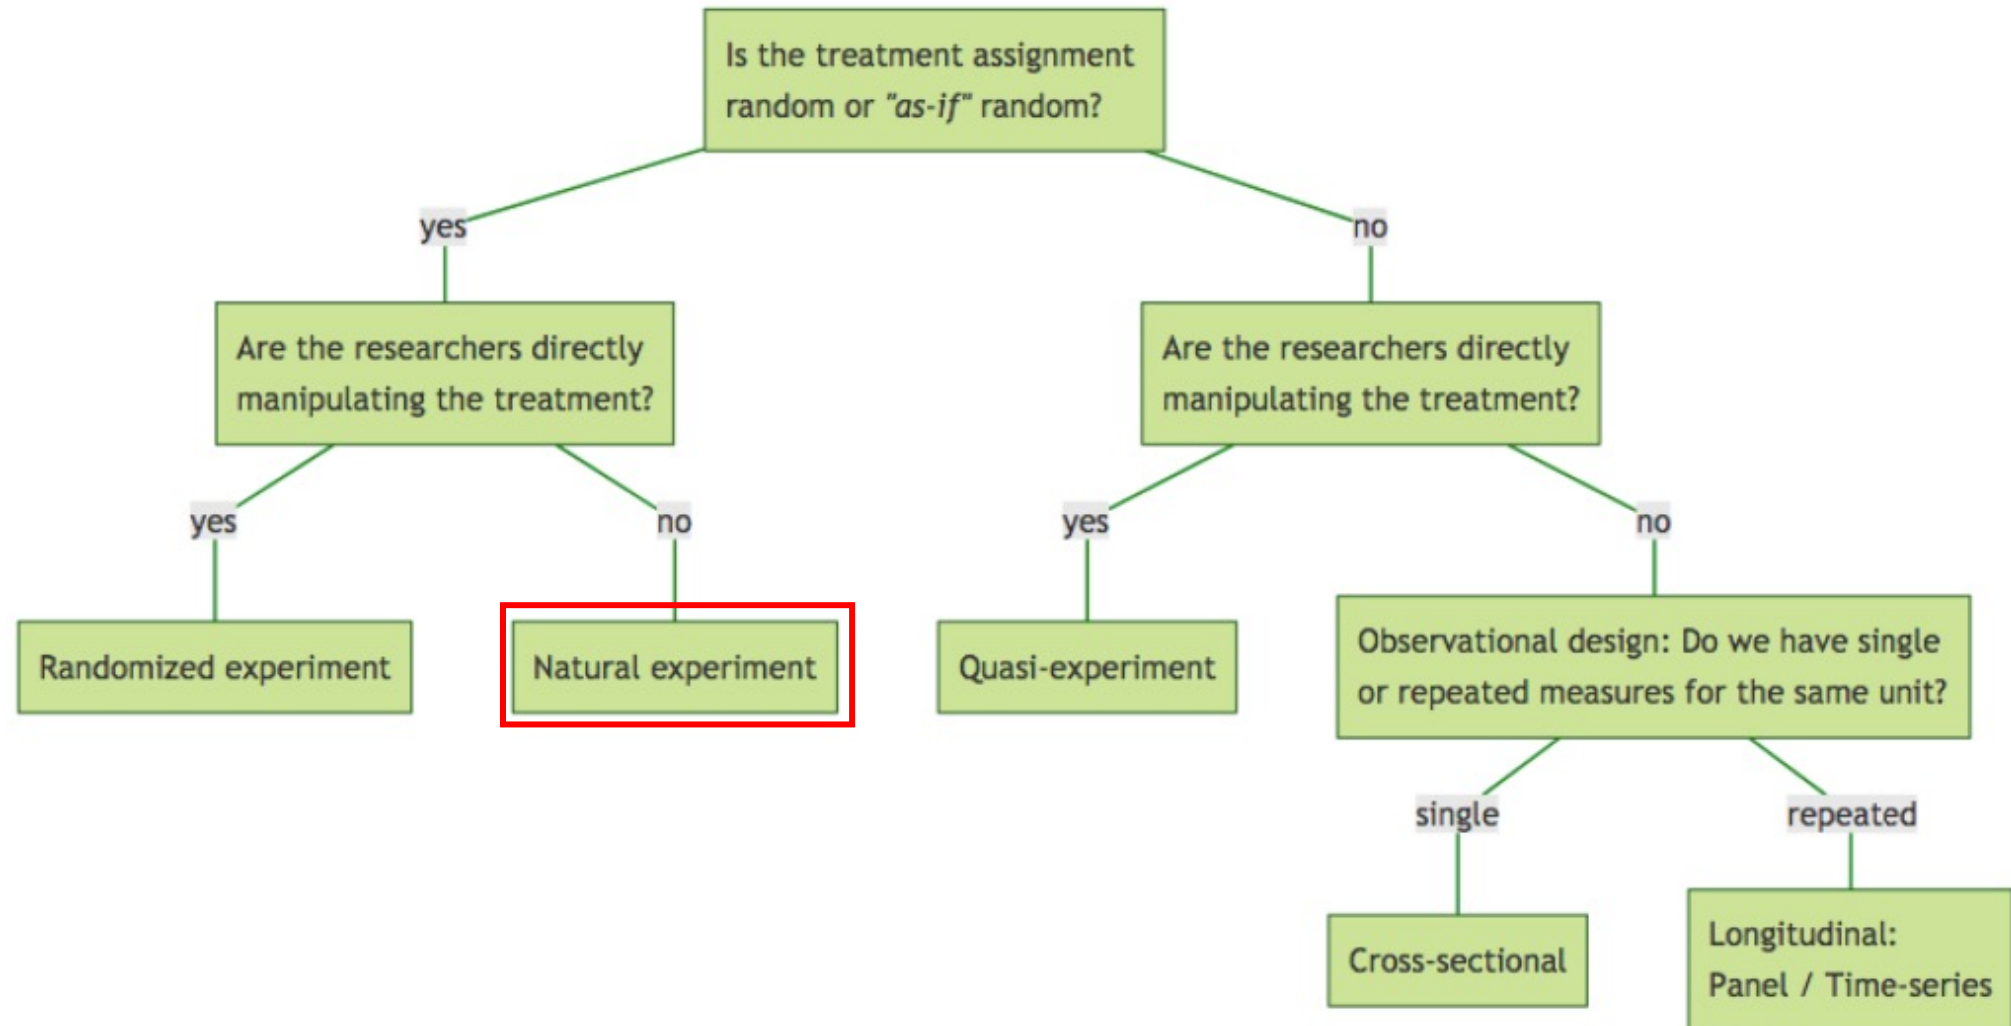 Is the treatment assignment
random or "as-if" random?
yes
no
Are the researchers directly
manipulating the treatment?
Are the researchers directly
manipulating the treatment?
yes
no
yes
no
Randomized experiment
Natural experiment
Quasi-experiment
Observational design: Do we have single
or repeated measures for the same unit?
single
repeated
Cross-sectional
Longitudinal:
Panel / Time-series